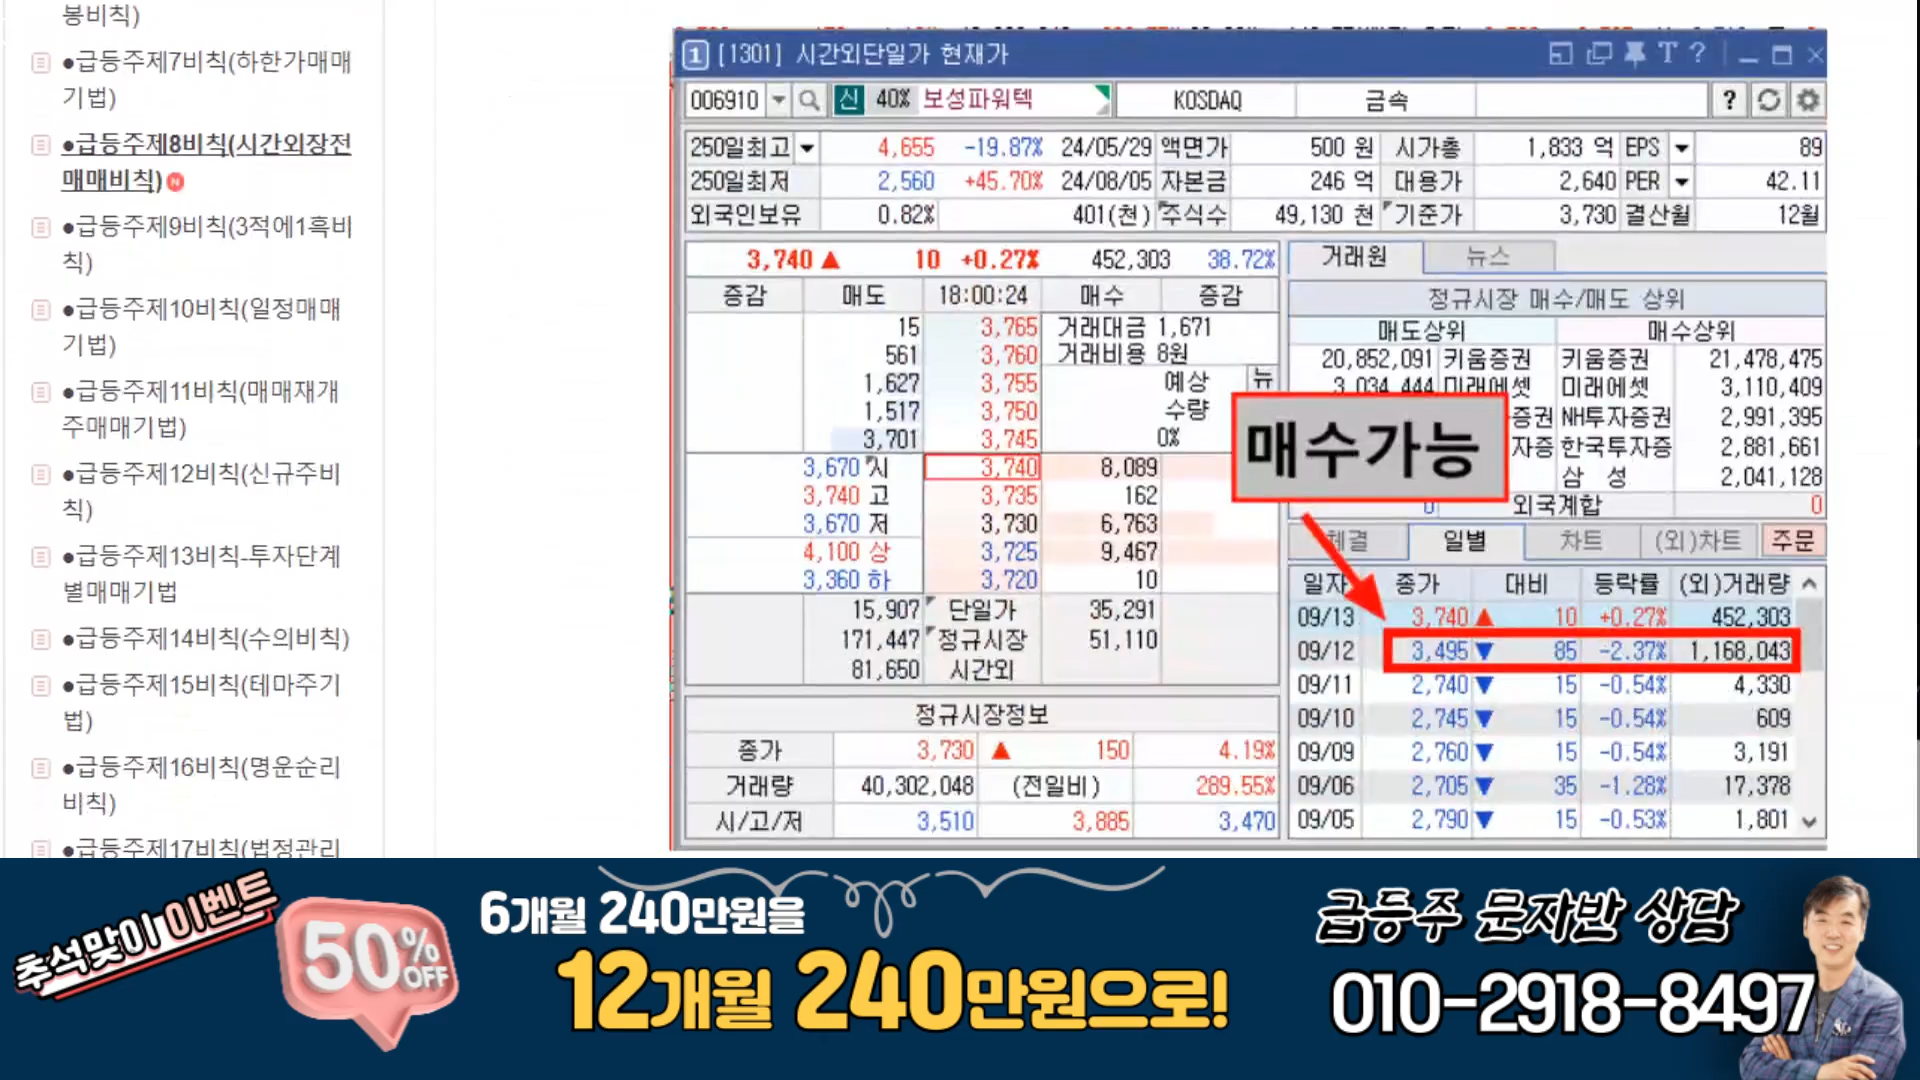 봉비칙)
●급등주제7비칙(하한가매매
기법)
●급등주제8비칙(시간외장전
매매비칙) N
●급등주제9비칙(3적에1흑비
칙)
●급등주제10비칙(일정매매
기법)
●급등주제11비칙(매매재개
주매매기법)
●급등주제12비칙(신규주비
칙)
●급등주제13비칙-투자단계
별매매기법
●급등주제14비칙(수의비칙)
●급등주제15비칙(테마주기
법)
●급등주제16비칙(명운순리
비칙)
●급등주제17비칙(법정관리
1 [1301] 시간외단일가 현재가 T ?
006910 신 40% 보성파워텍 KOSDAQ 금속 ?
250일최고 4,655 -19.87% 24/05/29 액면가 500 원 시가총 1,833 억 EPS 89
250일최저 2,560 +45.70% 24/08/05 자본금 246 억 대용가 2,640 PER 42.11
외국인보유 0.82% 401(천) 주식수 49,130 천 기준가 3,730 결산월 12월
3,740 ▲ 10 +0.27% 452,303 38.72%
증감 매도 18:00:24 매수 증감
15 3,765 거래대금 1,671
561 3,760 거래비용 8원
1,627 3,755 예상 뉴
1,517 3,750 수량
3,701 3,745 0%
3,670 시 3,740 8,089
3,740 고 3,735 162
3,670 저 3,730 6,763
4,100 상 3,725 9,467
3,360 하 3,720 10
15,907 단일가 35,291
171,447 정규시장 51,110
81,650 시간외
정규시장정보
종가 3,730 ▲ 150 4.19%
거래량 40,302,048 (전일비) 289.55%
시/고/저 3,510 3,885 3,470
거래원 뉴스
정규시장 매수/매도 상위
매도상위 매수상위
20,852,091 키움증권 키움증권 21,478,475
3,034,444 미래에셋 미래에셋 3,110,409
증권 NH투자증권 2,991,395
자증 한국투자증 2,881,661
삼 성 2,041,128
0 외국계합 0
매수가능
체결 일별 차트 (외)차트 주문
일자 종가 대비 등락률 (외)거래량
09/13 3,740 ▲ 10 +0.27% 452,303
09/12 3,495 ▼ 85 -2.37% 1,168,043
09/11 2,740 ▼ 15 -0.54% 4,330
09/10 2,745 ▼ 15 -0.54% 609
09/09 2,760 ▼ 15 -0.54% 3,191
09/06 2,705 ▼ 35 -1.28% 17,378
09/05 2,790 ▼ 15 -0.53% 1,801
추석맞이 이벤트
50% OFF
6개월 240만원을
12개월 240만원으로!
급등주 문자반 상담
010-2918-8497